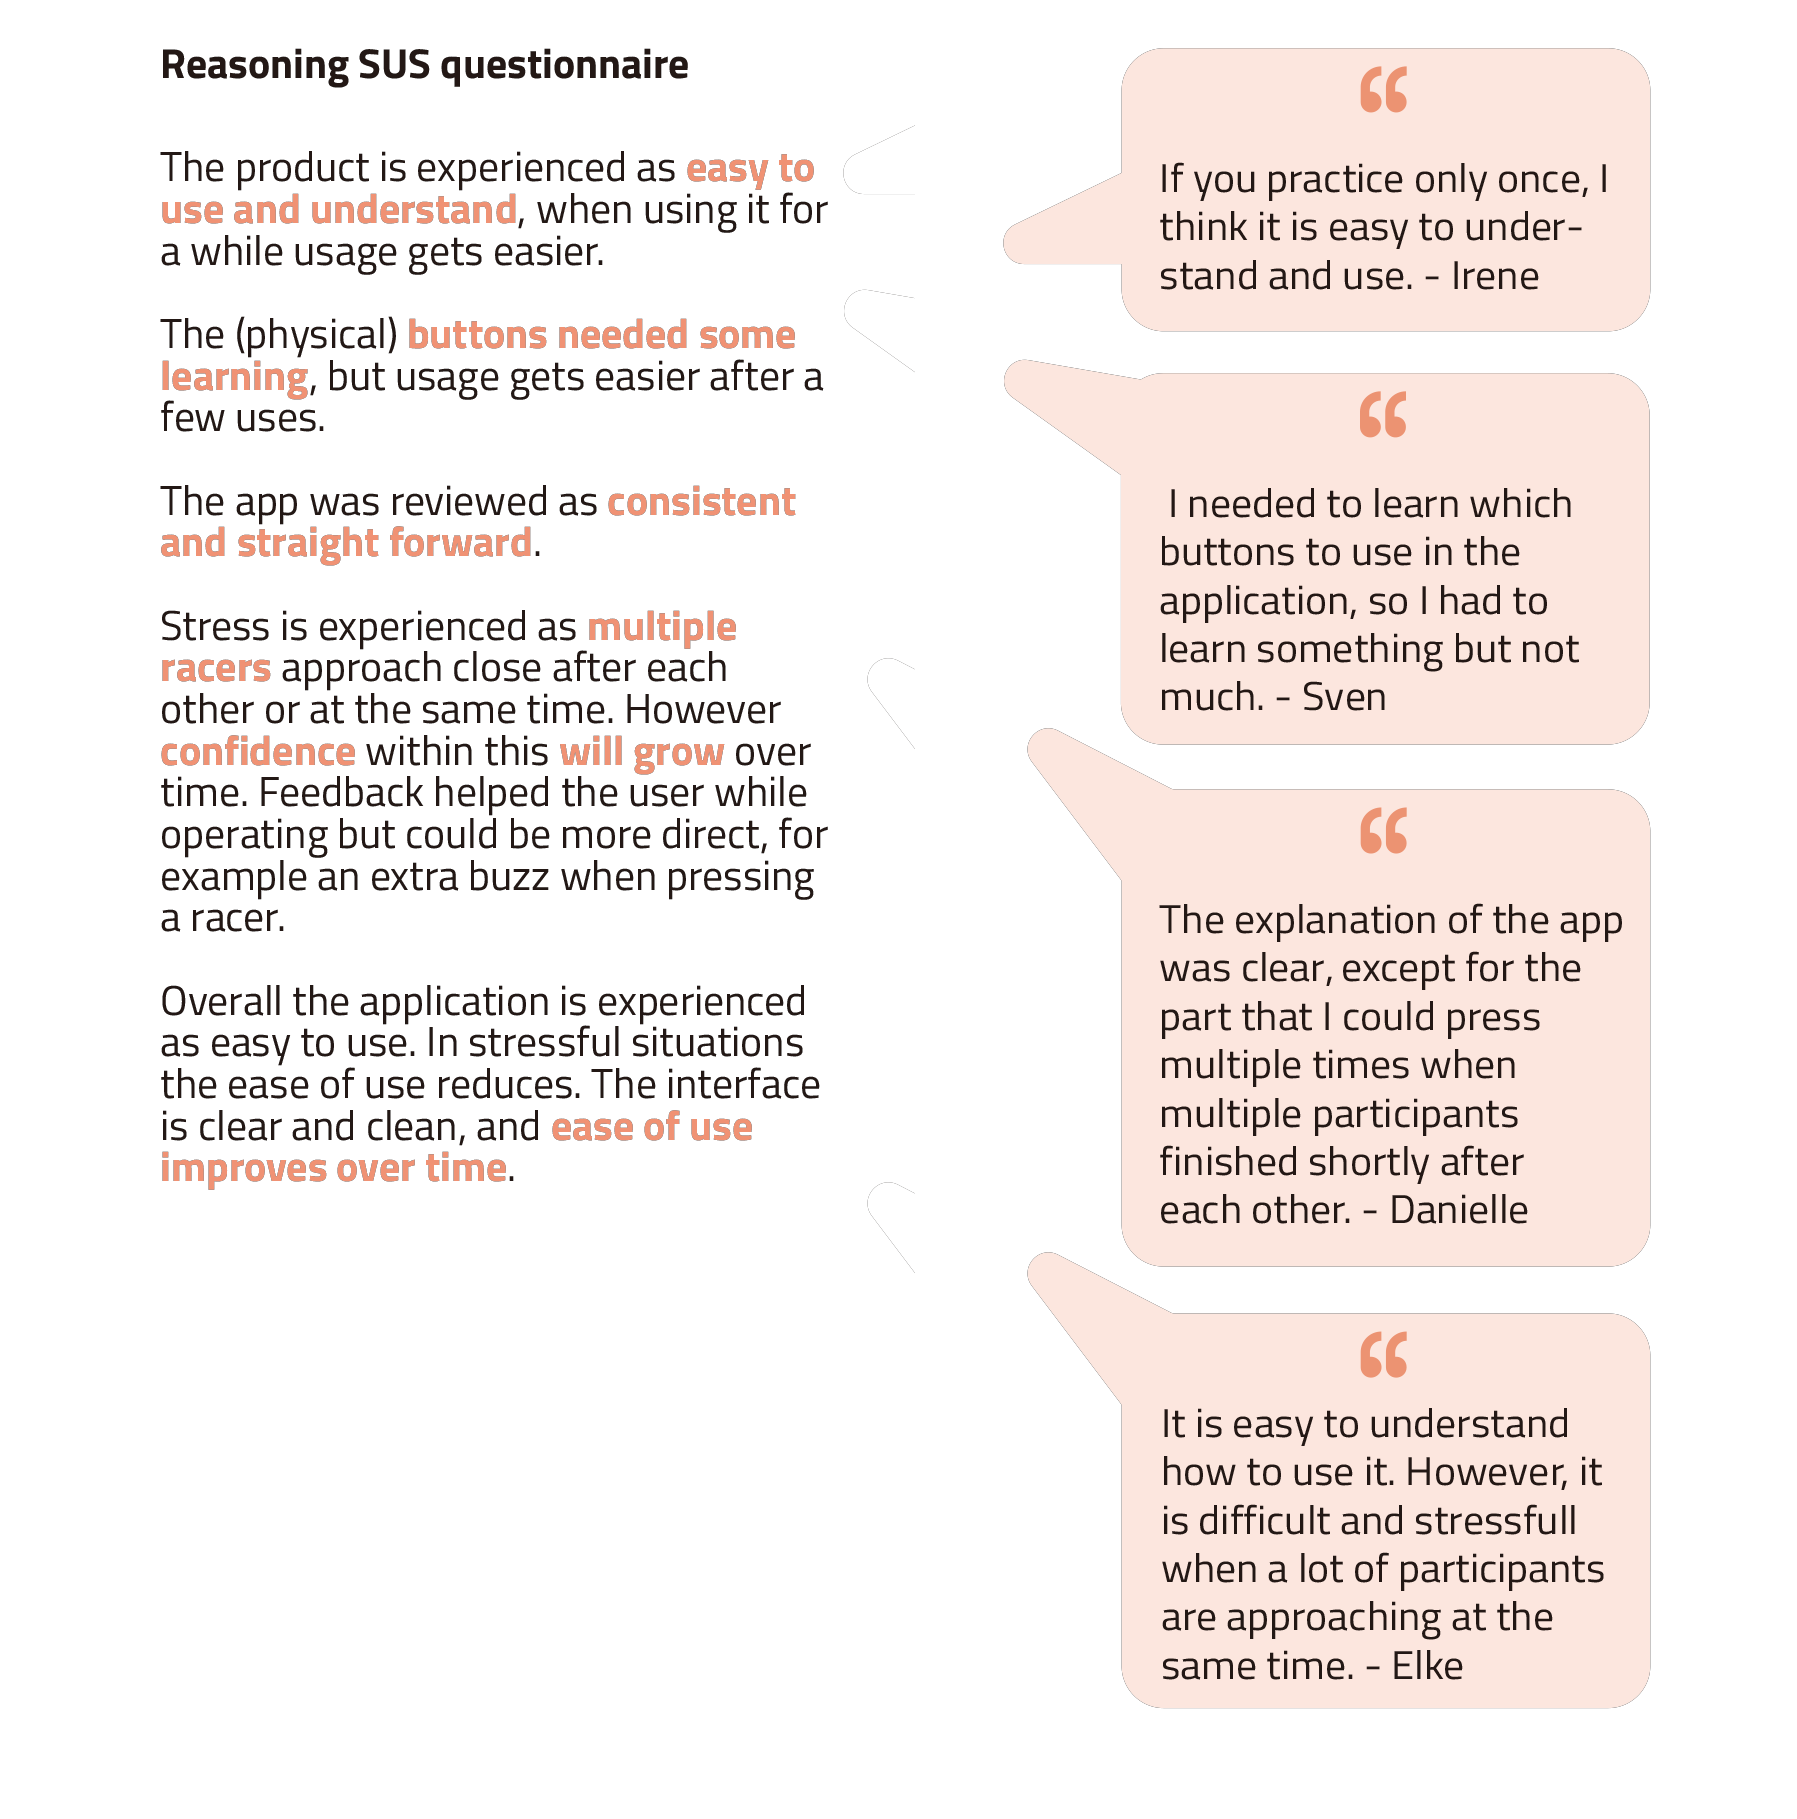 Reasoning SUS questionnaire
The product is experienced as easy to
use and understand, when using it for
a while usage gets easier.
The (physical) buttons needed some
learning, but usage gets easier after a
few uses.
The app was reviewed as consistent
and straight forward.
Stress is experienced as multiple
racers approach close after each
other or at the same time. However
confidence within this will grow over
time. Feedback helped the user while
operating but could be more direct, for
example an extra buzz when pressing
a racer.
Overall the application is experienced
as easy to use. In stressful situations
the ease of use reduces. The interface
is clear and clean, and ease of use
improves over time.
“
If you practice only once, I
think it is easy to under-
stand and use. - Irene
“
I needed to learn which
buttons to use in the
application, so I had to
learn something but not
much. - Sven
“
The explanation of the app
was clear, except for the
part that I could press
multiple times when
multiple participants
finished shortly after
each other. - Danielle
“
It is easy to understand
how to use it. However, it
is difficult and stressfull
when a lot of participants
are approaching at the
same time. - Elke